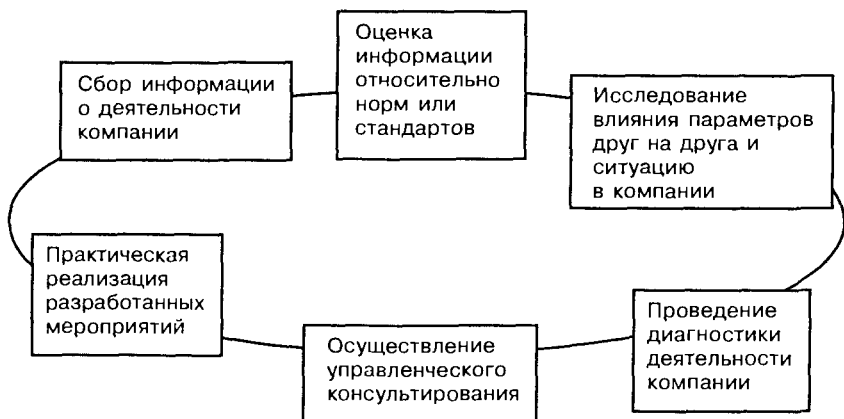 Сбор информации
о деятельности
компании
Оценка
информации
относительно
норм или
стандартов
Исследование
влияния параметров
друг на друга и
ситуацию
в компании
Проведение
диагностики
деятельности
компании
Осуществление
управленческого
консультирования
Практическая
реализация
разработанных
мероприятий